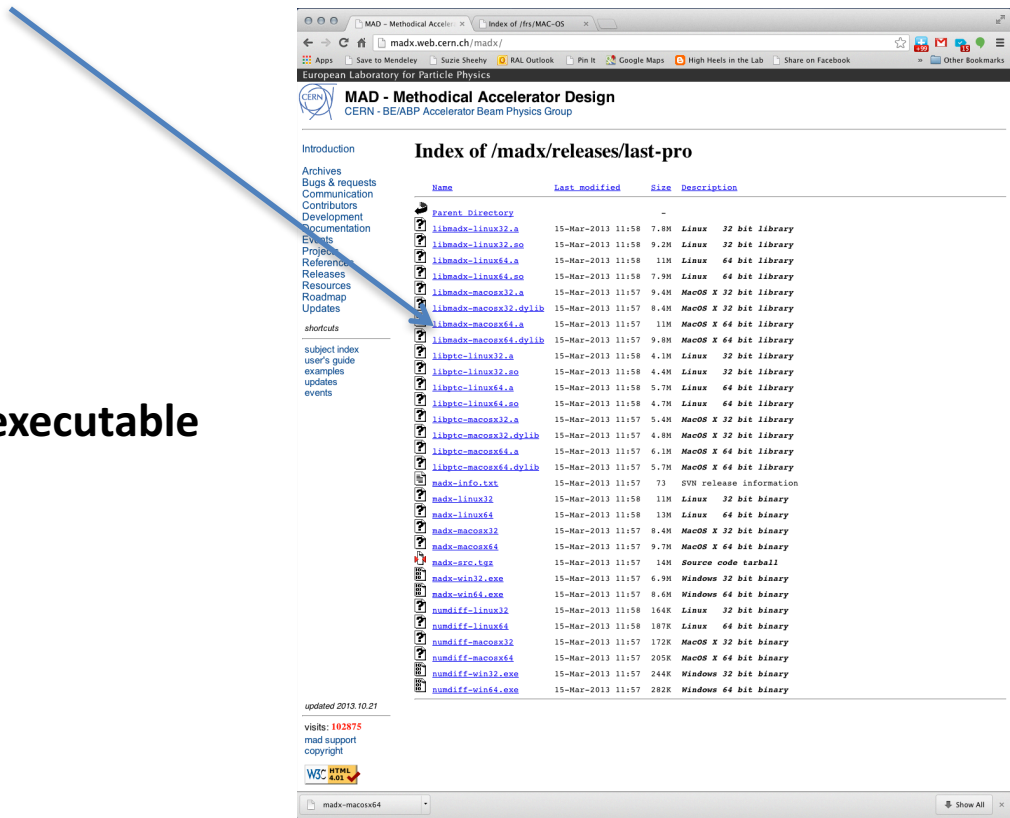 MAD - Methodical Acceler
Index of /frs/MAC-OS
madx.web.cern.ch/madx/
+99
15
Apps Save to Mendeley Suzie Sheehy RAL Outlook Pin It Google Maps High Heels in the Lab Share on Facebook » Other Bookmarks
European Laboratory for Particle Physics
CERN
MAD - Methodical Accelerator Design
CERN - BE/ABP Accelerator Beam Physics Group
Introduction
Archives
Bugs & requests
Communication
Contributors
Development
Documentation
Events
Projects
References
Releases
Resources
Roadmap
Updates
shortcuts
subject index
user's guide
examples
updates
events
executable
Index of /madx/releases/last-pro
Name Last modified Size Description
Parent Directory -
libmadx-linux32.a 15-Mar-2013 11:58 7.8M Linux 32 bit library
libmadx-linux32.so 15-Mar-2013 11:58 9.2M Linux 32 bit library
libmadx-linux64.a 15-Mar-2013 11:58 11M Linux 64 bit library
libmadx-linux64.so 15-Mar-2013 11:58 7.9M Linux 64 bit library
libmadx-macosx32.a 15-Mar-2013 11:57 9.4M MacOS X 32 bit library
libmadx-macosx32.dylib 15-Mar-2013 11:57 8.4M MacOS X 32 bit library
libmadx-macosx64.a 15-Mar-2013 11:57 11M MacOS X 64 bit library
libmadx-macosx64.dylib 15-Mar-2013 11:57 9.8M MacOS X 64 bit library
libptc-linux32.a 15-Mar-2013 11:58 4.1M Linux 32 bit library
libptc-linux32.so 15-Mar-2013 11:58 4.4M Linux 32 bit library
libptc-linux64.a 15-Mar-2013 11:58 5.7M Linux 64 bit library
libptc-linux64.so 15-Mar-2013 11:58 4.7M Linux 64 bit library
libptc-macosx32.a 15-Mar-2013 11:57 5.4M MacOS X 32 bit library
libptc-macosx32.dylib 15-Mar-2013 11:57 4.8M MacOS X 32 bit library
libptc-macosx64.a 15-Mar-2013 11:57 6.1M MacOS X 64 bit library
libptc-macosx64.dylib 15-Mar-2013 11:57 5.7M MacOS X 64 bit library
madx-info.txt 15-Mar-2013 11:57 73 SVN release information
madx-linux32 15-Mar-2013 11:58 11M Linux 32 bit binary
madx-linux64 15-Mar-2013 11:58 13M Linux 64 bit binary
madx-macosx32 15-Mar-2013 11:57 8.4M MacOS X 32 bit binary
madx-macosx64 15-Mar-2013 11:57 9.7M MacOS X 64 bit binary
madx-src.tgz 15-Mar-2013 11:57 14M Source code tarball
madx-win32.exe 15-Mar-2013 11:57 6.9M Windows 32 bit binary
madx-win64.exe 15-Mar-2013 11:57 8.6M Windows 64 bit binary
numdiff-linux32 15-Mar-2013 11:58 164K Linux 32 bit binary
numdiff-linux64 15-Mar-2013 11:58 187K Linux 64 bit binary
numdiff-macosx32 15-Mar-2013 11:57 172K MacOS X 32 bit binary
numdiff-macosx64 15-Mar-2013 11:57 205K MacOS X 64 bit binary
numdiff-win32.exe 15-Mar-2013 11:57 244K Windows 32 bit binary
numdiff-win64.exe 15-Mar-2013 11:57 282K Windows 64 bit binary
updated 2013.10.21
visits: 102875
mad support
copyright
W3C HTML 4.01
madx-macosx64
Show All